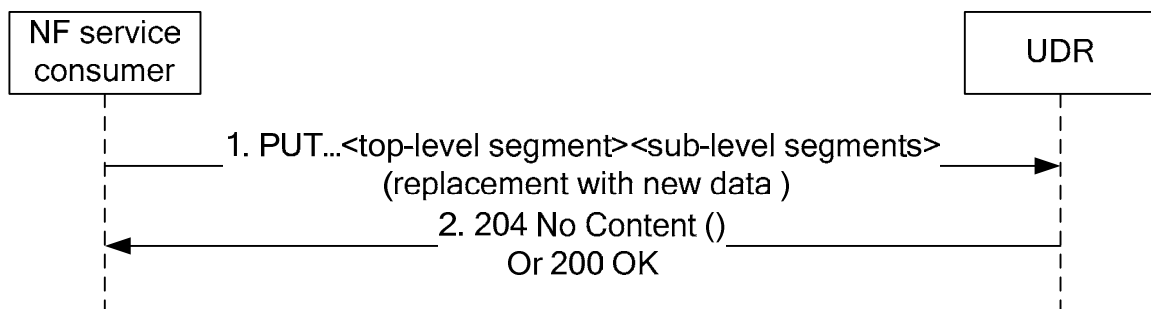 NF service
consumer
UDR
1. PUT...<top-level segment><sub-level segments>
(replacement with new data )
2. 204 No Content ()
Or 200 OK